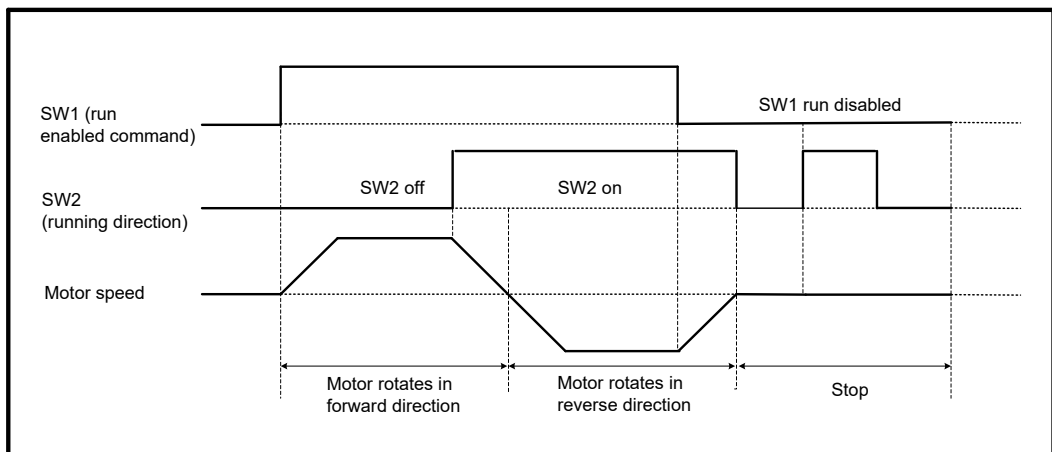 SW1 (run
enabled command)
SW1 run disabled
SW2 off
SW2 on
SW2
(running direction)
Motor speed
Motor rotates in
forward direction
Motor rotates in
reverse direction
Stop